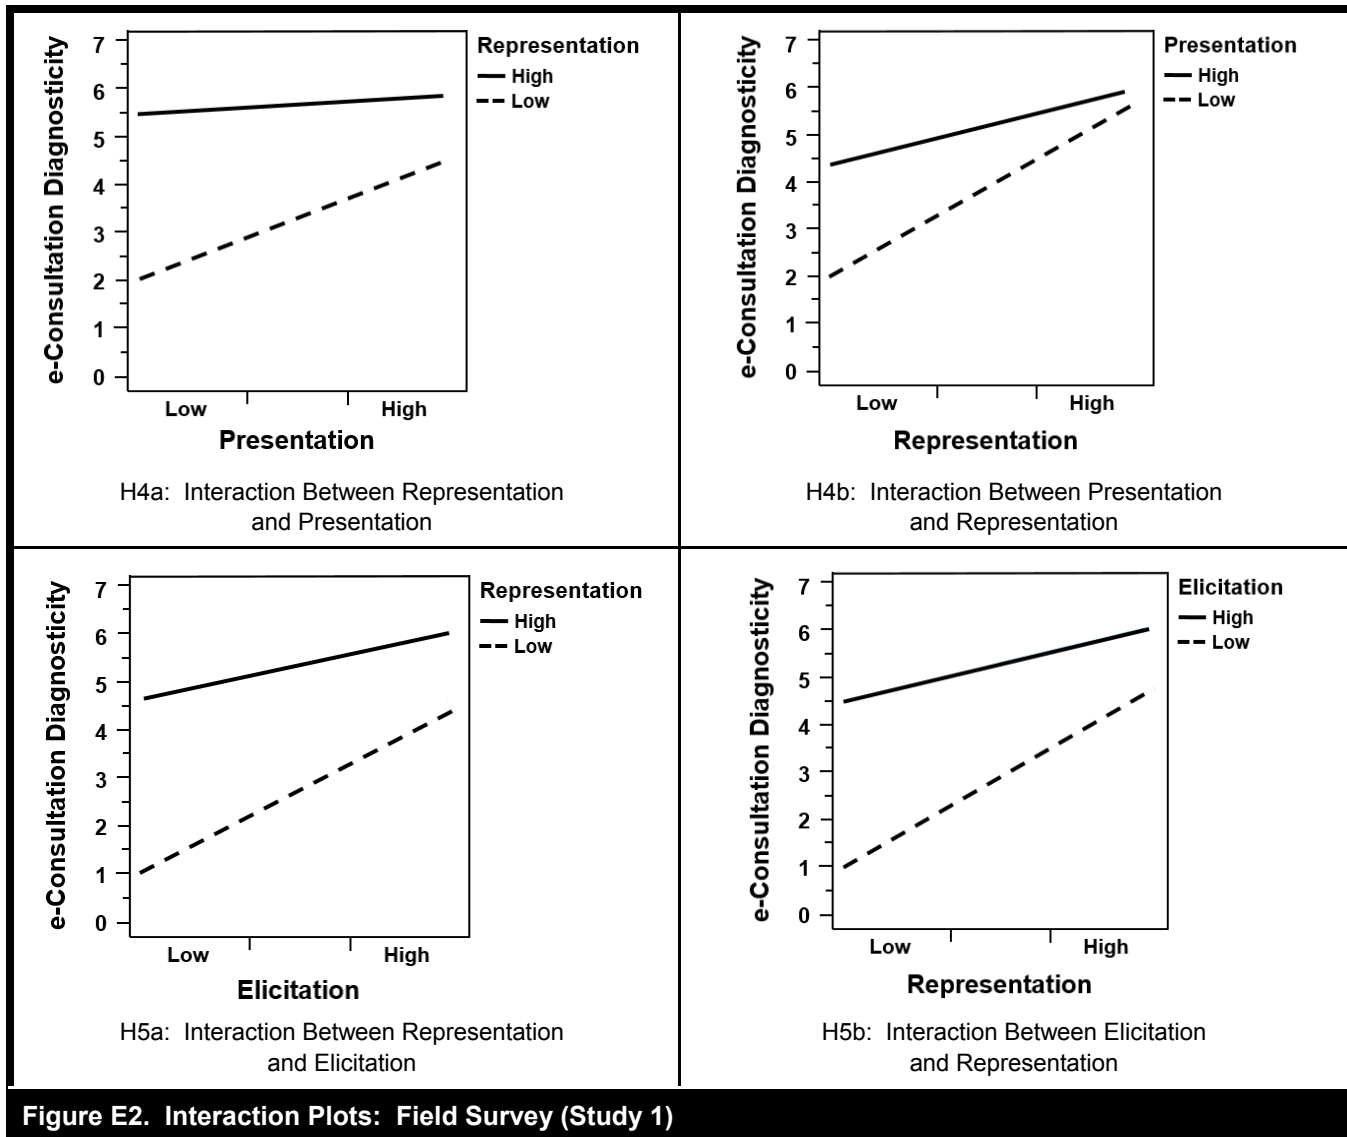 7
6
5
4
3
2
1
0
e-Consultation Diagnosticity
Representation
High
Low
Low
High
Presentation
H4a: Interaction Between Representation
and Presentation
7
6
5
4
3
2
1
0
e-Consultation Diagnosticity
Presentation
High
Low
Low
High
Representation
H4b: Interaction Between Presentation
and Representation
7
6
5
4
3
2
1
0
e-Consultation Diagnosticity
Representation
High
Low
Low
High
Elicitation
H5a: Interaction Between Representation
and Elicitation
7
6
5
4
3
2
1
0
e-Consultation Diagnosticity
Elicitation
High
Low
Low
High
Representation
H5b: Interaction Between Elicitation
and Representation
Figure E2. Interaction Plots: Field Survey (Study 1)